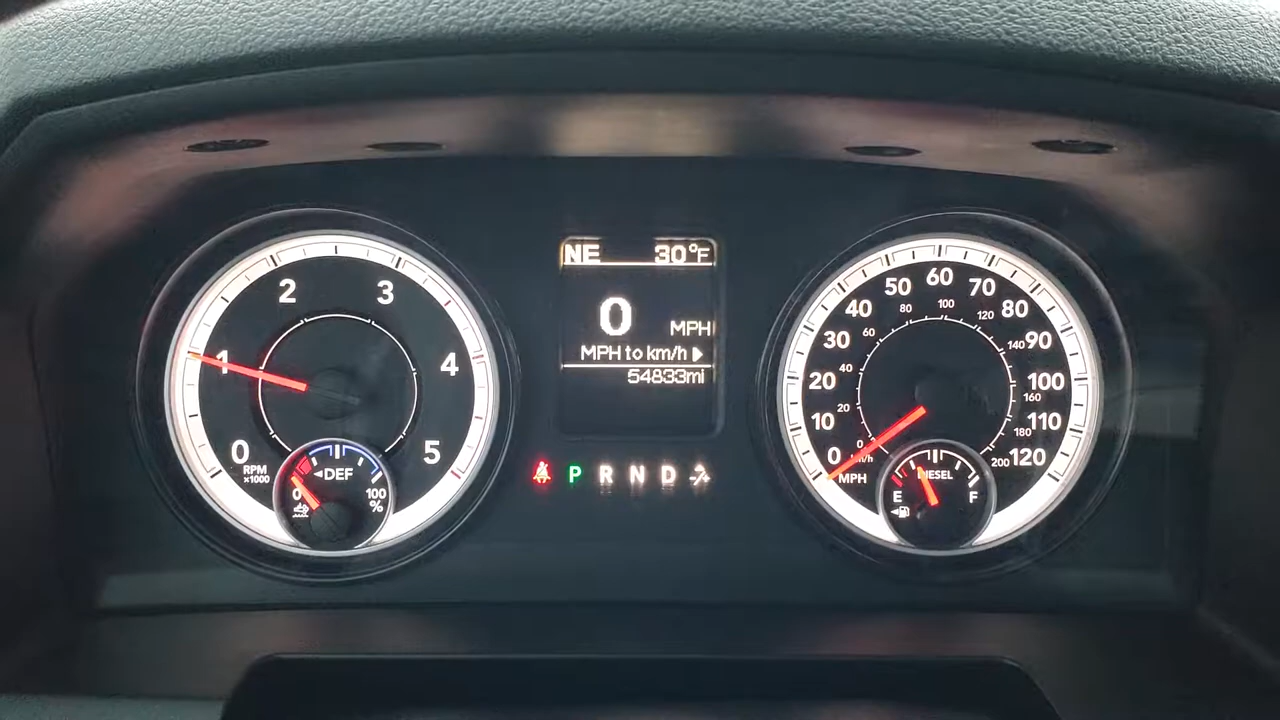 NE 30°F
0 MPH
MPH to km/h
54833mi
0 1 2 3 4 5
RPM
×1000
DEF
0 100
%
P R N D
0 10 20 30 40 50 60 70 80 90 100 110 120
MPH
0 20 40 60 80 100 120 140 160 180 200
km/h
DIESEL
E F